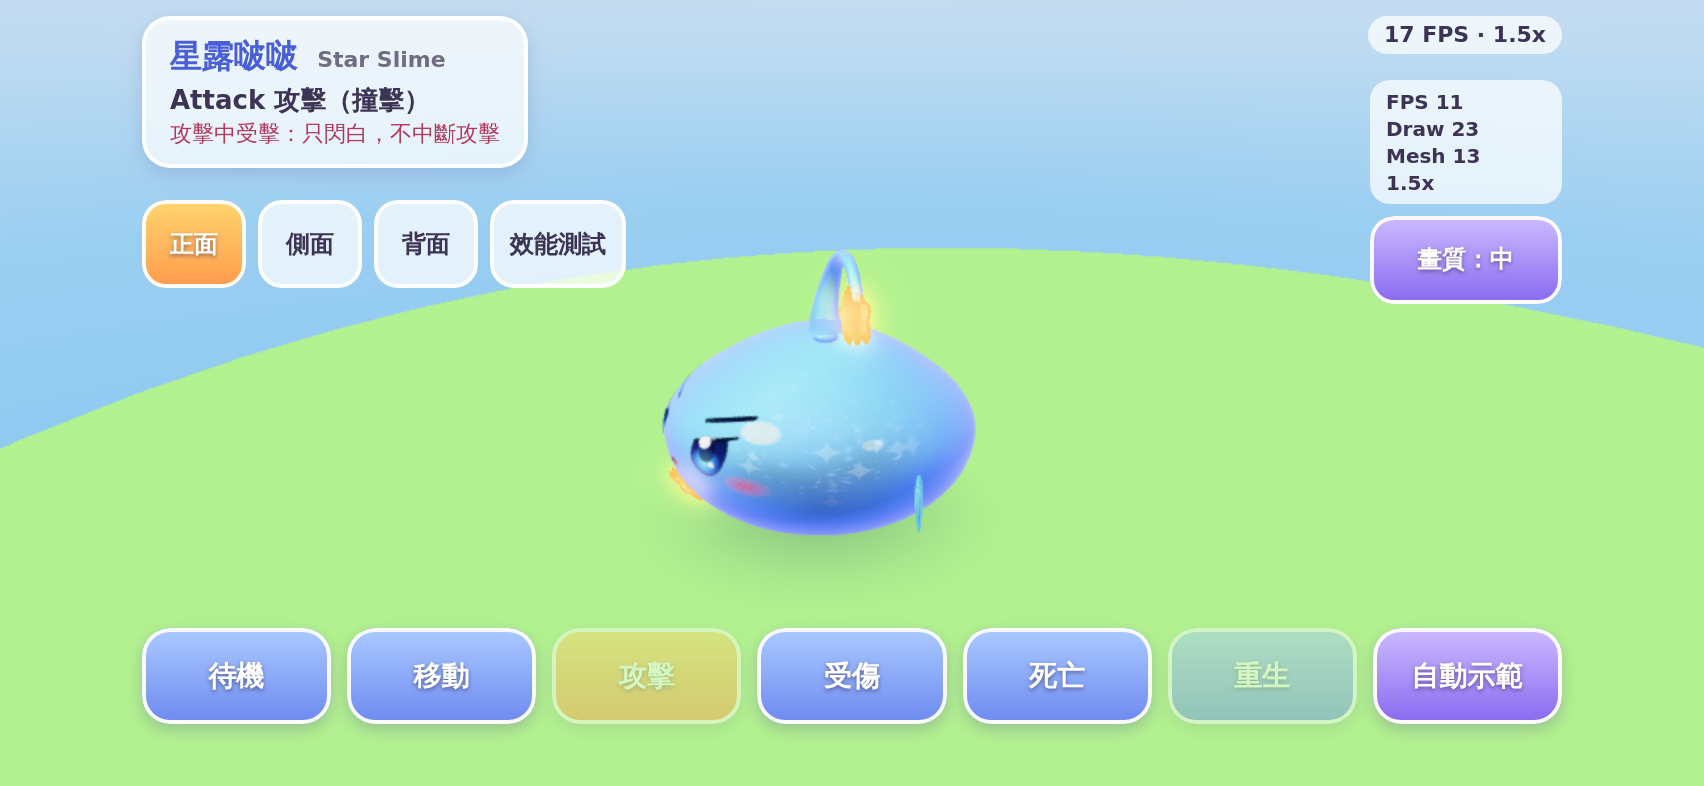 星露啵啵 Star Slime
Attack 攻擊（撞擊）
攻擊中受擊：只閃白，不中斷攻擊
17 FPS · 1.5x
FPS 11
Draw 23
Mesh 13
1.5x
正面
側面
背面
效能測試
畫質：中
待機
移動
攻擊
受傷
死亡
重生
自動示範